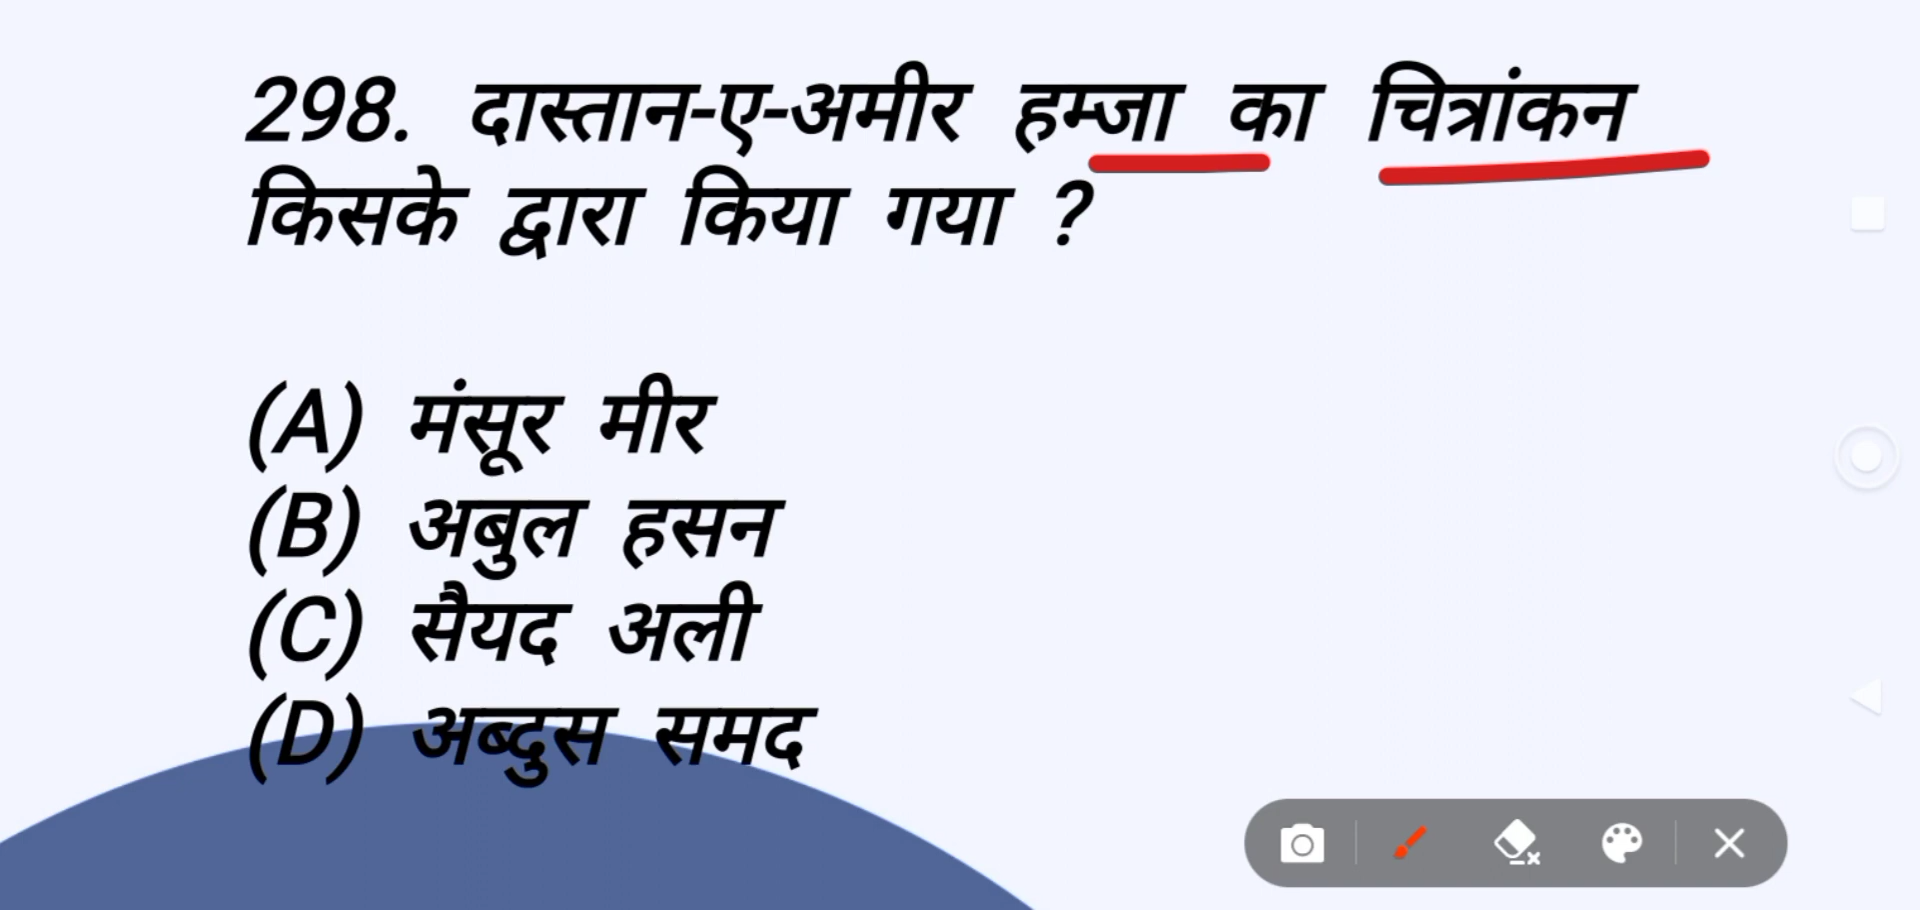 298. दास्तान-ए-अमीर हम्जा का चित्रांकन
किसके द्वारा किया गया ?
(A) मंसूर मीर
(B) अबुल हसन
(C) सैयद अली
(D) अब्दुस समद